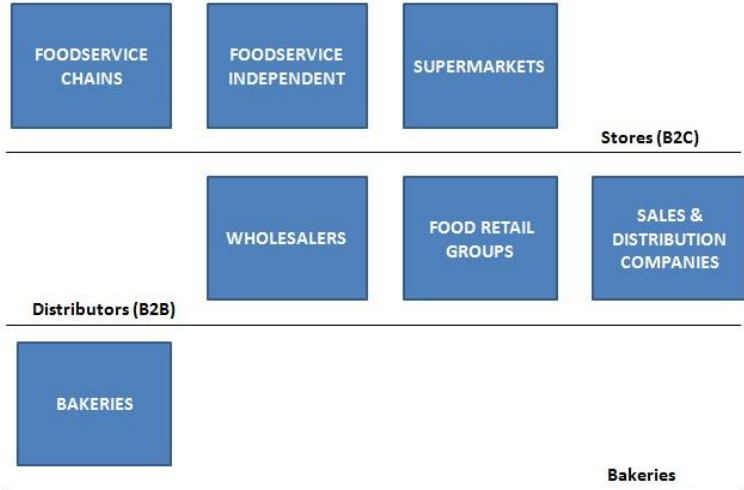 FOODSERVICE
CHAINS
FOODSERVICE
INDEPENDENT
SUPERMARKETS
Stores (B2C)
WHOLESALERS
FOOD RETAIL
GROUPS
SALES &
DISTRIBUTION
COMPANIES
Distributors (B2B)
BAKERIES
Bakeries